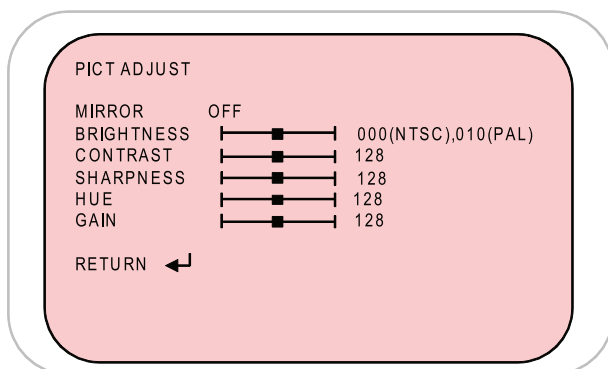 PICT ADJUST
MIRROR OFF
BRIGHTNESS 000(NTSC),010(PAL)
CONTRAST 128
SHARPNESS 128
HUE 128
GAIN 128
RETURN